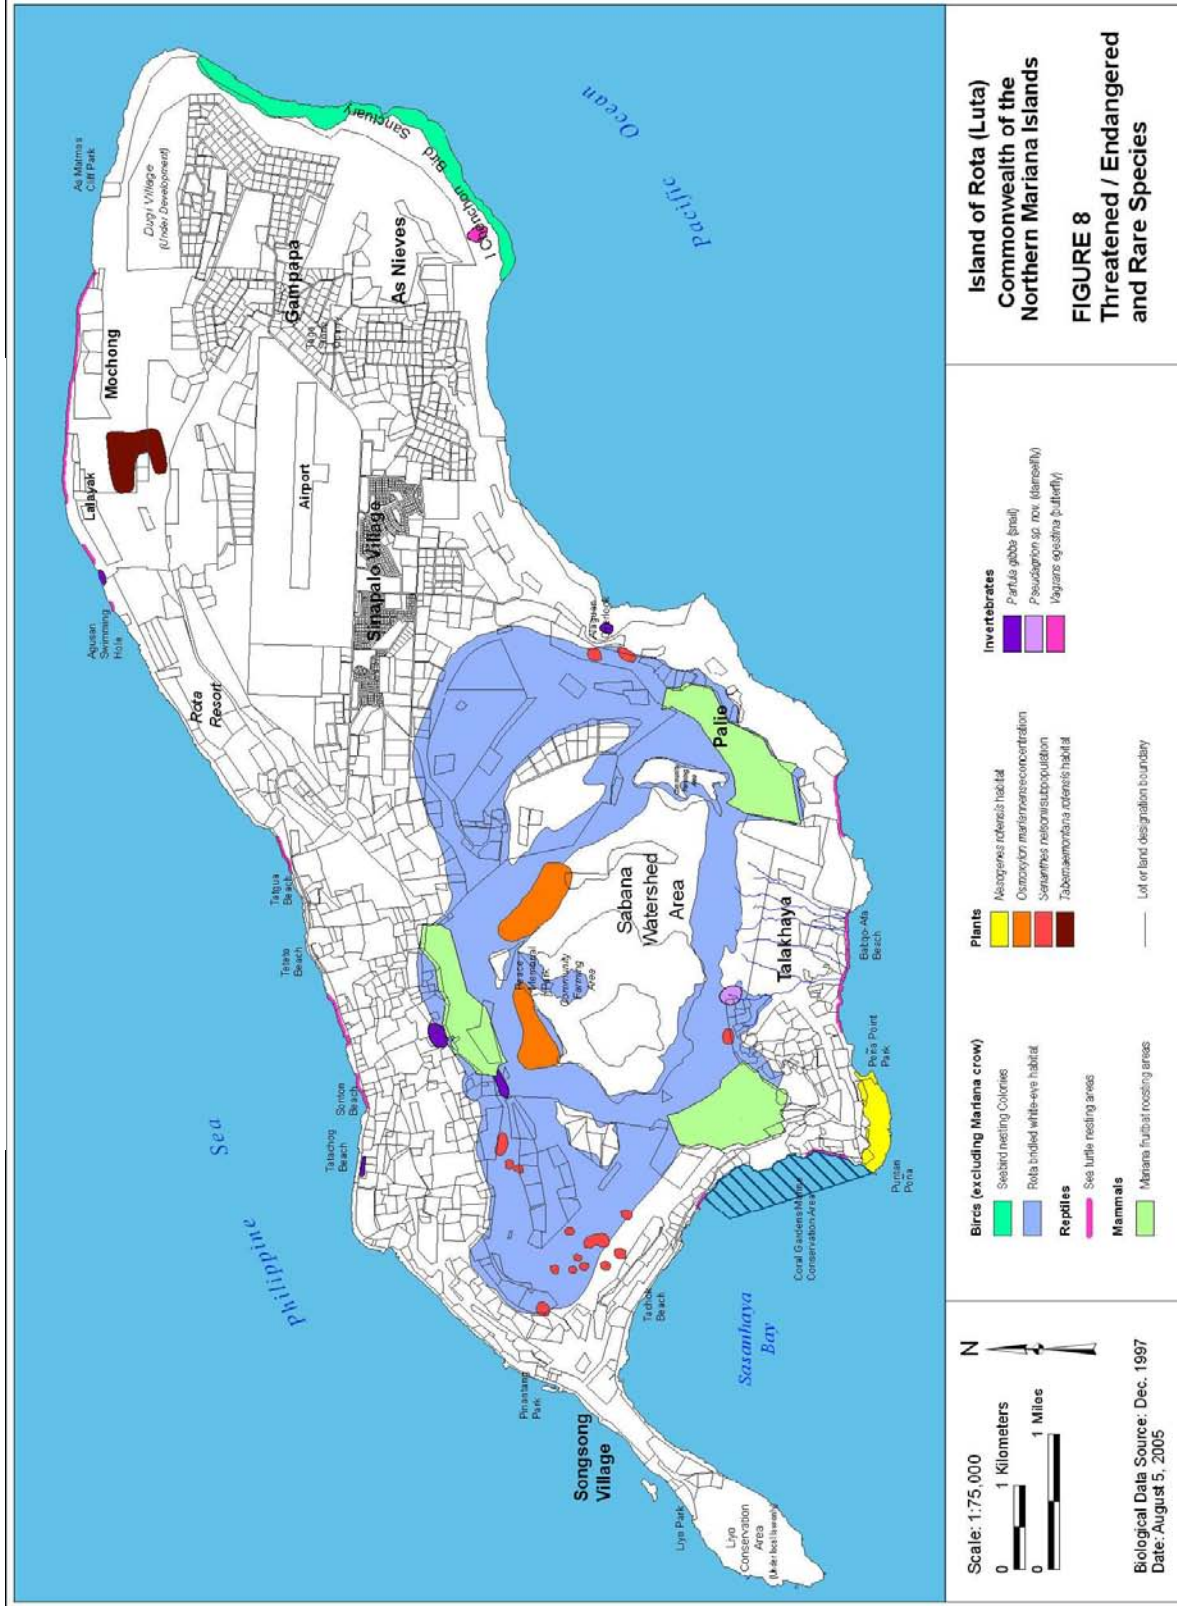 Island of Rota (Luta)
Commonwealth of the
Northern Mariana Islands
FIGURE 8
Threatened / Endangered
and Rare Species
Philippine
Sea
Pacific
Ocean
Sasanhaya
Bay
As Matmos
Cliff Park
Dugi Village
(Under Development)
Mochong
Lalayak
Agusan
Swimming
Hole
Rota
Resort
Gampapa
As Nieves
I Chenchon Bird Sanctuary
Airport
Sinapalo Village
Tatgua
Beach
Teteto
Beach
Sonton
Beach
Tatachog
Beach
Pinantang
Park
Songsong
Village
Liyo Park
Liyo
Conservation
Area
Tachok
Beach
Coral Gardens Marine
Conservation Area
Puntan
Poña
Poña Point
Park
Babqo-Ata
Beach
Talakhaya
Palie
Sabana
Watershed
Area
Peace
Memorial
Park
Community
Farming
Area
Birds (excluding Mariana crow)
Seebird nesting Colonies
Rota bridled white-eye habitat
Reptiles
Sea turtle nesting areas
Mammals
Mariana fruitbat roosting areas
Plants
Nesogenes rotensis habitat
Osmoxylon mariannense concentration
Serianthes nelsonii subpopulation
Tabernaemontana rotensis habitat
Lot or land designation boundary
Invertebrates
Partula gibba (snail)
Pseudagrion sp. nov. (damselfly)
Vagrans egestina (butterfly)
Scale: 1:75,000
N
0 1 Kilometers
0 1 Miles
Biological Data Source: Dec. 1997
Date: August 5, 2005